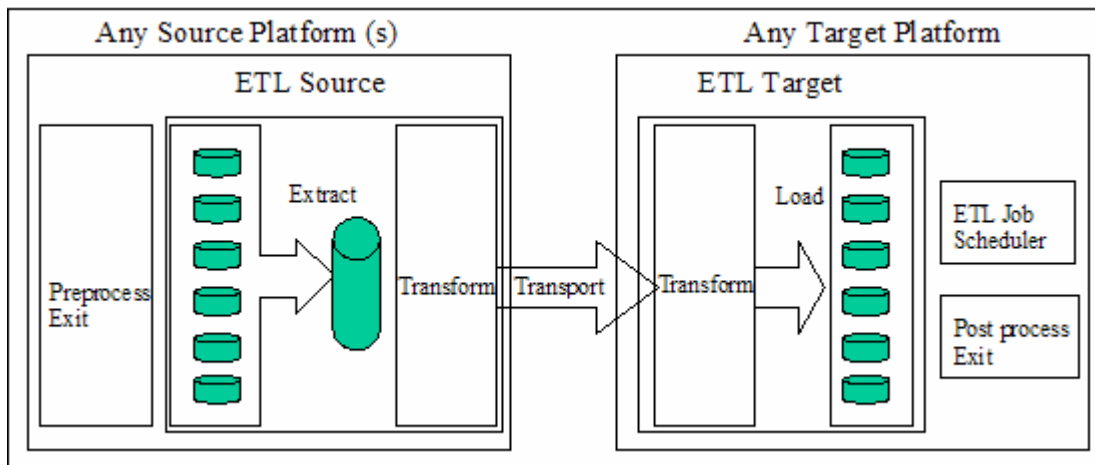 Any Source Platform (s)
ETL Source
Preprocess
Exit
Extract
Transform
Transport
Any Target Platform
ETL Target
Transform
Load
ETL Job
Scheduler
Post process
Exit